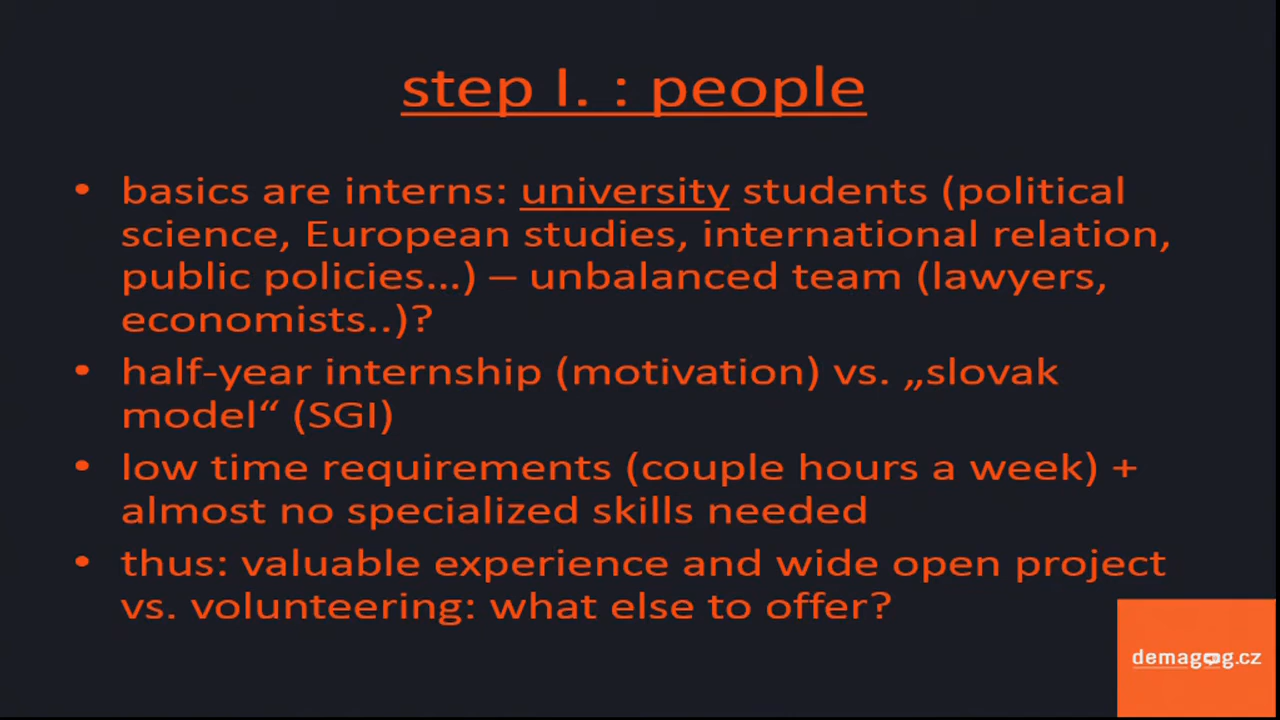 step I. : people
• basics are interns: university students (political
science, European studies, international relation,
public policies...) – unbalanced team (lawyers,
economists..)?
• half-year internship (motivation) vs. „slovak
model“ (SGI)
• low time requirements (couple hours a week) +
almost no specialized skills needed
• thus: valuable experience and wide open project
vs. volunteering: what else to offer?
demagog.cz